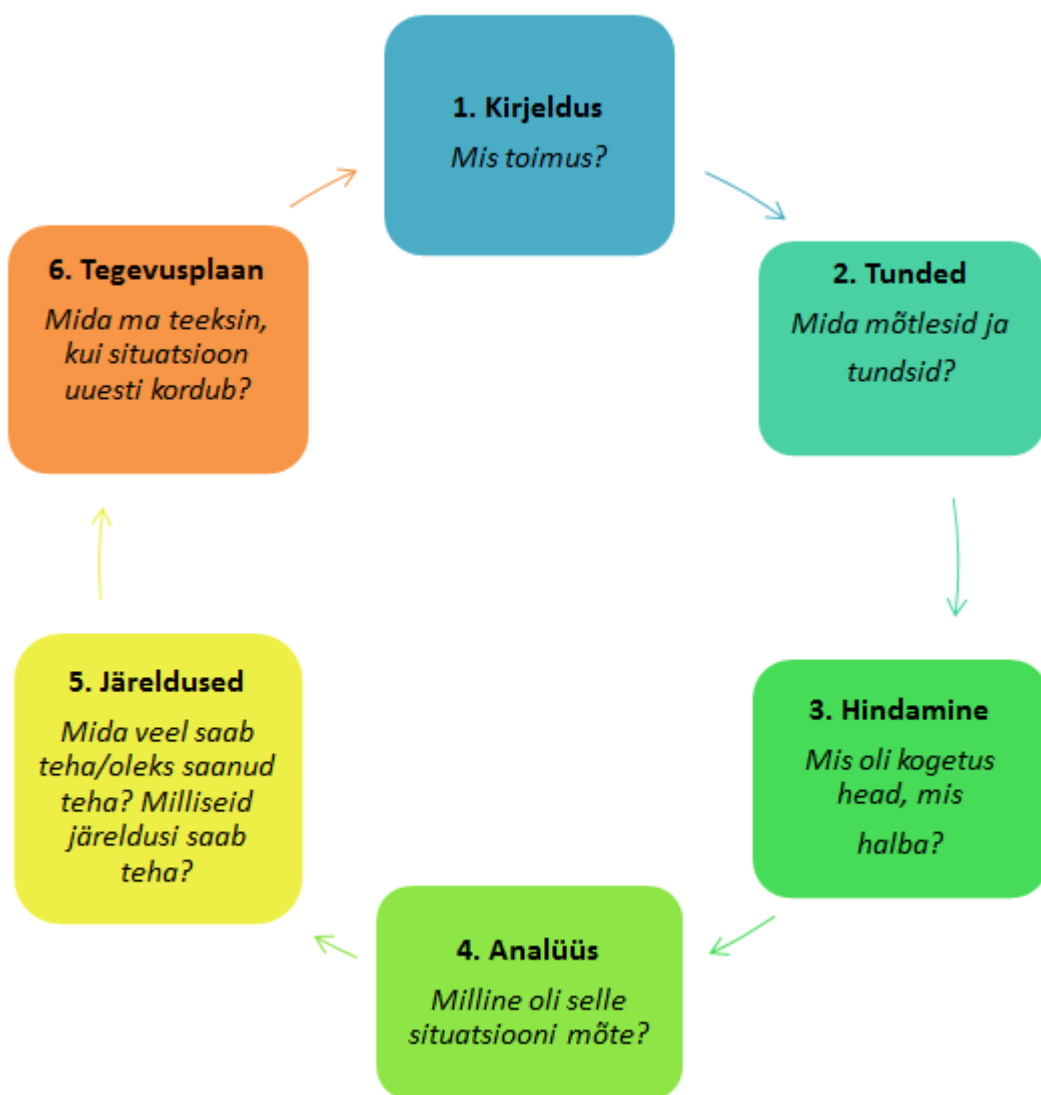 1. Kirjeldus
Mis toimus?
2. Tunded
Mida mõtlesid ja
tundsid?
3. Hindamine
Mis oli kogetus
head, mis
halba?
4. Analüüs
Milline oli selle
situatsiooni mõte?
5. Järeldused
Mida veel saab
teha/oleks saanud
teha? Milliseid
järeldusi saab
teha?
6. Tegevusplaan
Mida ma teeksin,
kui situatsioon
uuesti kordub?